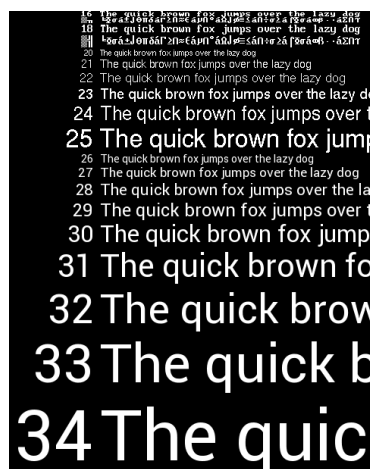 16 The quick brown fox jumps over the lazy dog
18 The quick brown fox jumps over the lazy dog
20 The quick brown fox jumps over the lazy dog
21 The quick brown fox jumps over the lazy dog
22 The quick brown fox jumps over the lazy dog
23 The quick brown fox jumps over the lazy d
24 The quick brown fox jumps over
25 The quick brown fox jum
26 The quick brown fox jumps over the lazy dog
27 The quick brown fox jumps over the lazy dog
28 The quick brown fox jumps over the la
29 The quick brown fox jumps over t
30 The quick brown fox jump
31 The quick brown fo
32 The quick brow
33 The quick b
34 The quic